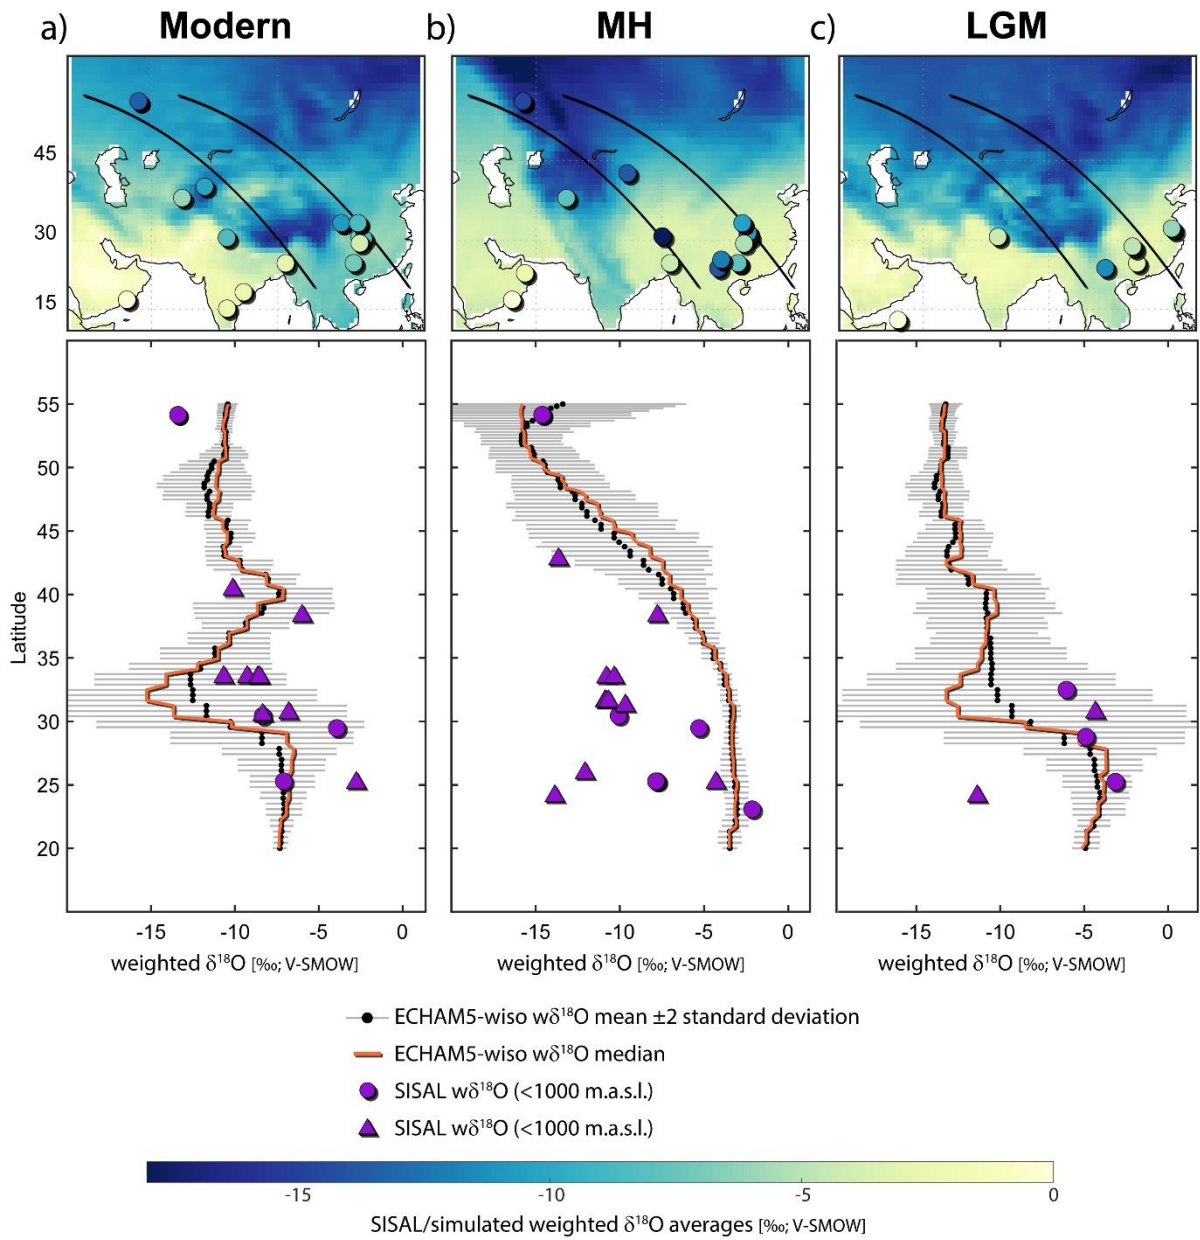 a) Modern b) MH c) LGM
45
30
15
Latitude
55
50
45
40
35
30
25
20
-15 -10 -5 0 -15 -10 -5 0 -15 -10 -5 0
weighted δ¹⁸O [‰; V-SMOW] weighted δ¹⁸O [‰; V-SMOW] weighted δ¹⁸O [‰; V-SMOW]
ECHAM5-wiso wδ¹⁸O mean ±2 standard deviation
ECHAM5-wiso wδ¹⁸O median
SISAL wδ¹⁸O (<1000 m.a.s.l.)
SISAL wδ¹⁸O (<1000 m.a.s.l.)
-15 -10 -5 0
SISAL/simulated weighted δ¹⁸O averages [‰; V-SMOW]